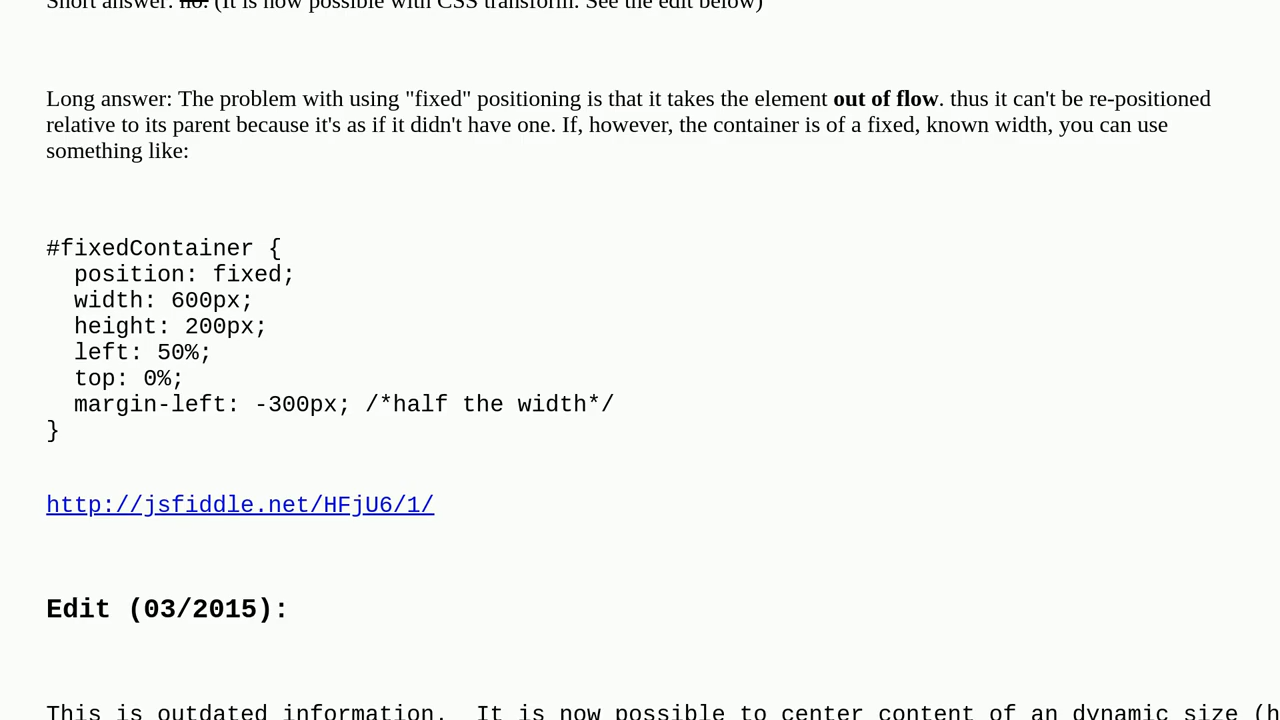 Short answer: no. (It is now possible with CSS transform. See the edit below)
Long answer: The problem with using "fixed" positioning is that it takes the element out of flow. thus it can't be re-positioned
relative to its parent because it's as if it didn't have one. If, however, the container is of a fixed, known width, you can use
something like:
#fixedContainer {
  position: fixed;
  width: 600px;
  height: 200px;
  left: 50%;
  top: 0%;
  margin-left: -300px; /*half the width*/
}
http://jsfiddle.net/HFjU6/1/
Edit (03/2015):
This is outdated information.  It is now possible to center content of an dynamic size (h